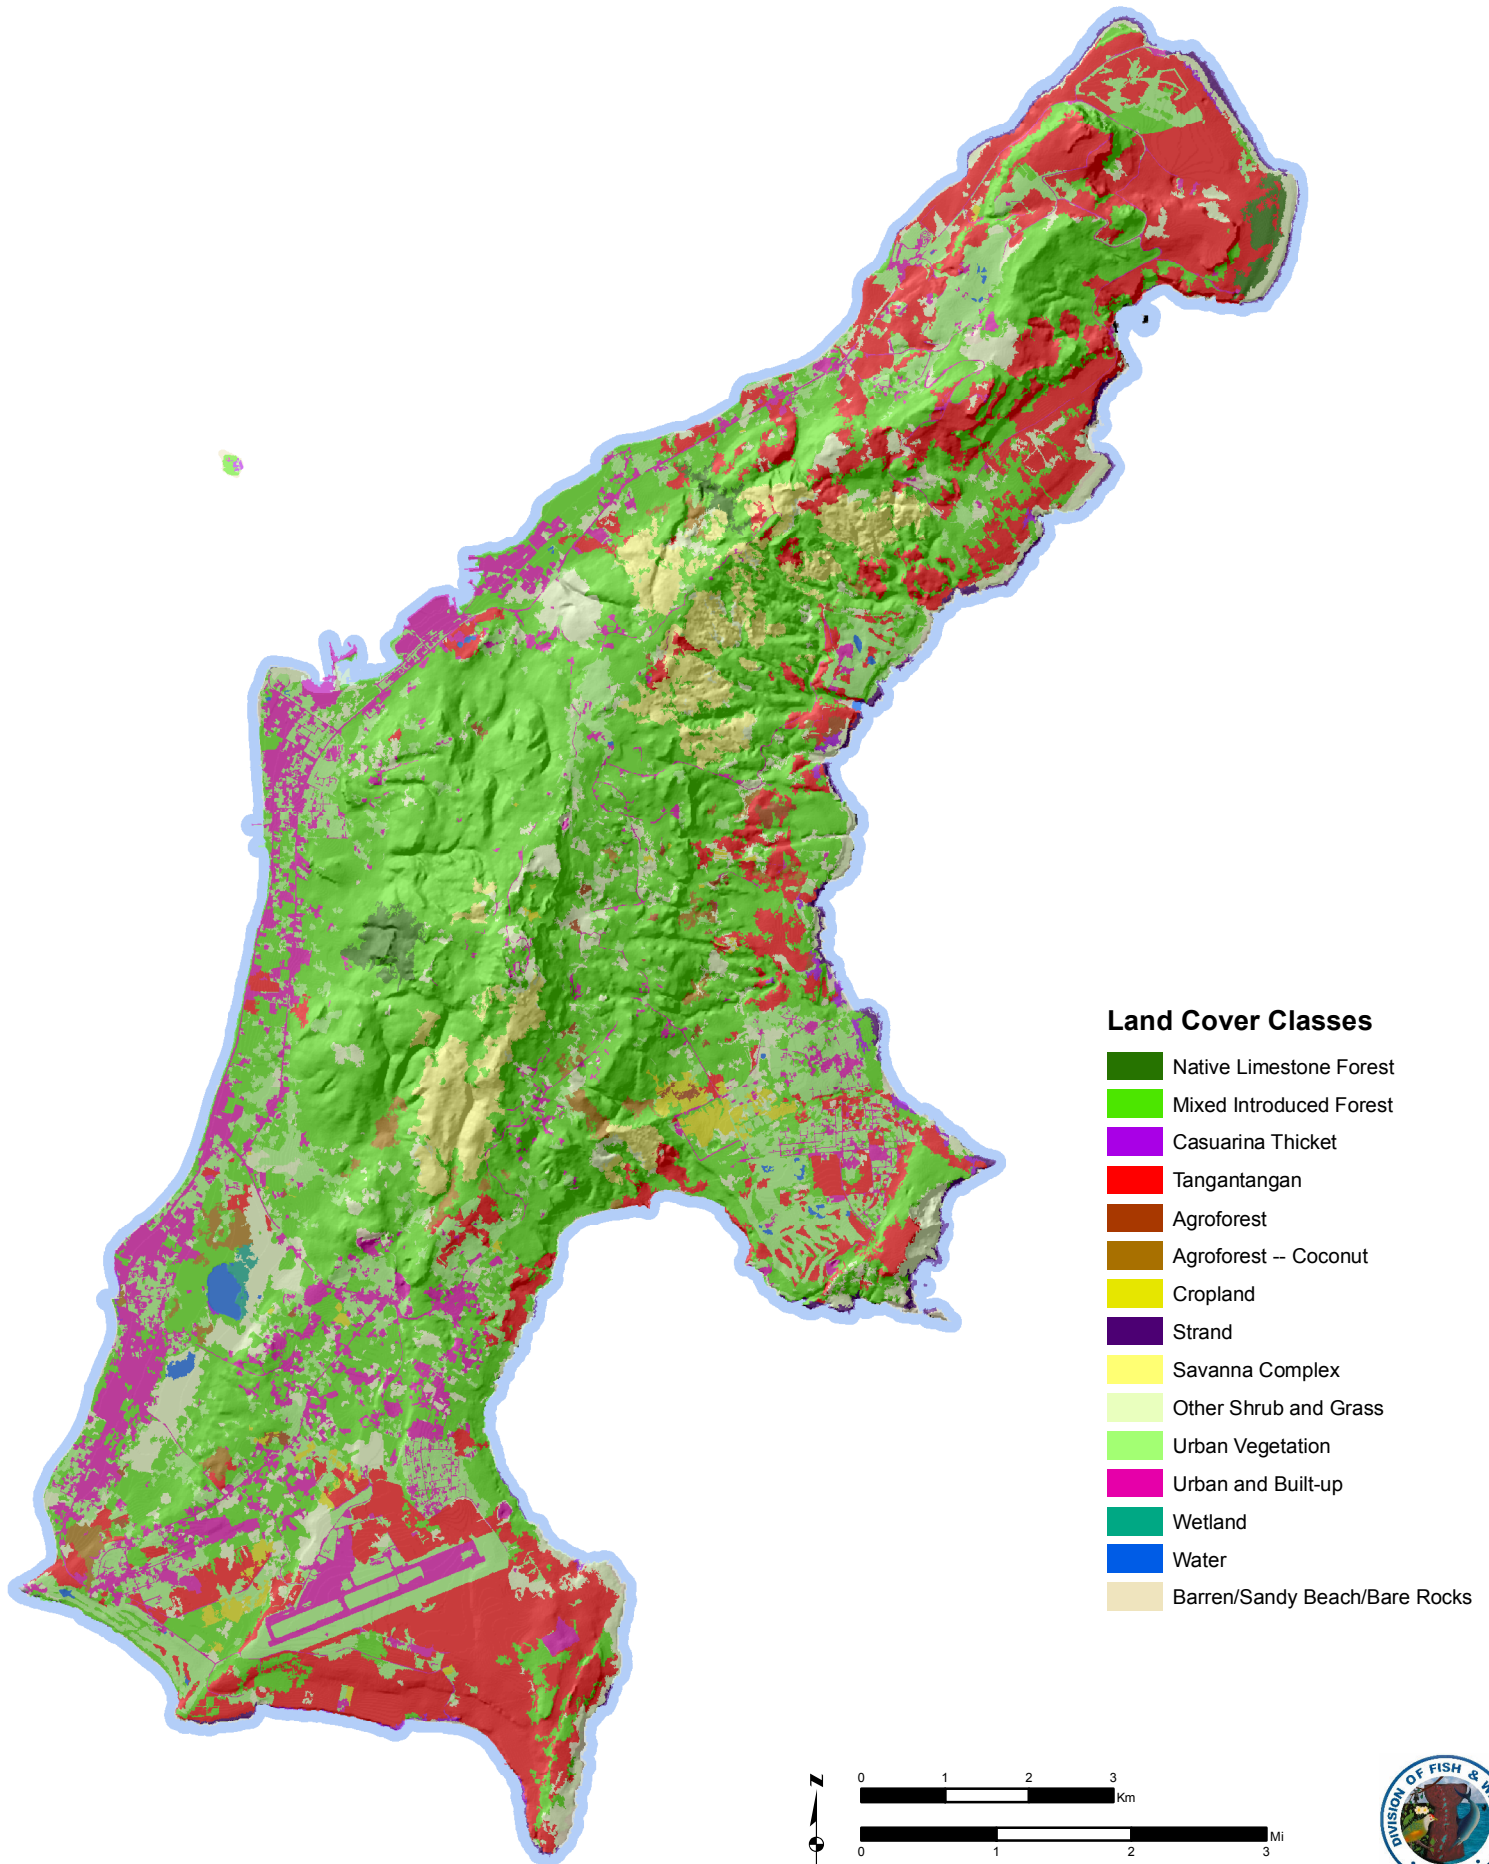 Land Cover Classes
Native Limestone Forest
Mixed Introduced Forest
Casuarina Thicket
Tangantangan
Agroforest
Agroforest -- Coconut
Cropland
Strand
Savanna Complex
Other Shrub and Grass
Urban Vegetation
Urban and Built-up
Wetland
Water
Barren/Sandy Beach/Bare Rocks
N
0 1 2 3
Km
Mi
0 1 2 3
DIVISION OF FISH & W